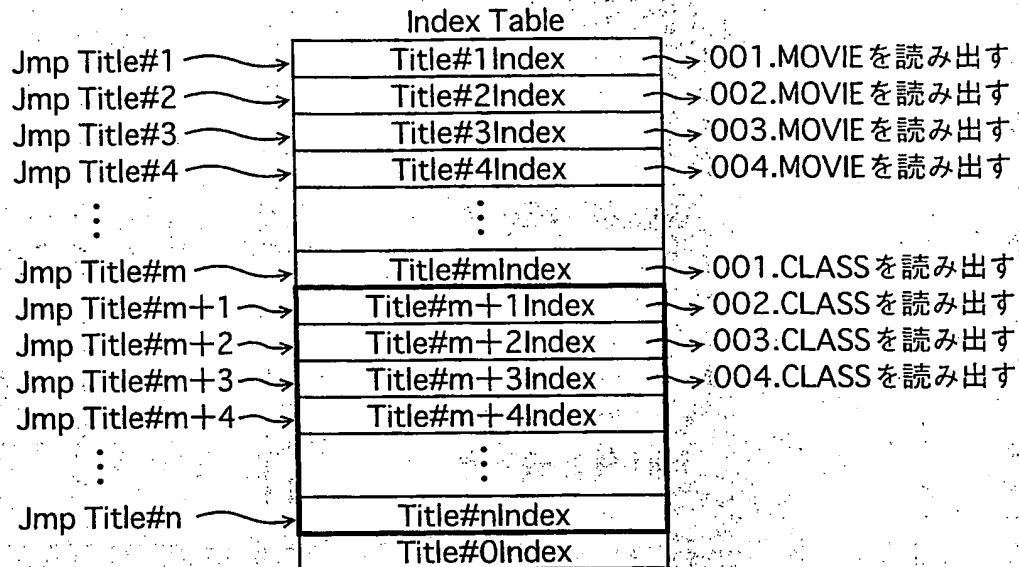 Index Table
Jmp Title#1 Title#1Index 001.MOVIEを読み出す
Jmp Title#2 Title#2Index 002.MOVIEを読み出す
Jmp Title#3 Title#3Index 003.MOVIEを読み出す
Jmp Title#4 Title#4Index 004.MOVIEを読み出す
⋮ ⋮
Jmp Title#m Title#mIndex 001.CLASSを読み出す
Jmp Title#m+1 Title#m+1Index 002.CLASSを読み出す
Jmp Title#m+2 Title#m+2Index 003.CLASSを読み出す
Jmp Title#m+3 Title#m+3Index 004.CLASSを読み出す
Jmp Title#m+4 Title#m+4Index
⋮ ⋮
Jmp Title#n Title#nIndex
Title#0Index